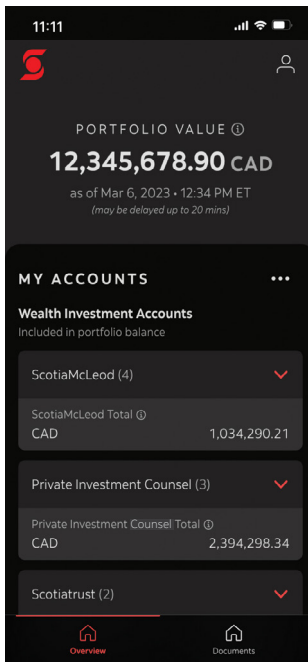 11:11
PORTFOLIO VALUE ⓘ
12,345,678.90 CAD
as of Mar 6, 2023 • 12:34 PM ET
(may be delayed up to 20 mins)
MY ACCOUNTS
Wealth Investment Accounts
Included in portfolio balance
ScotiaMcLeod (4)
ScotiaMcLeod Total ⓘ
CAD 1,034,290.21
Private Investment Counsel (3)
Private Investment Counsel Total ⓘ
CAD 2,394,298.34
Scotiatrust (2)
Overview Documents